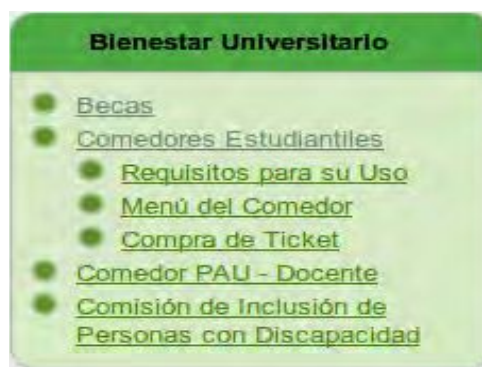 Bienestar Universitario
Becas
Comedores Estudiantiles
Requisitos para su Uso
Menú del Comedor
Compra de Ticket
Comedor PAU - Docente
Comisión de Inclusión de
Personas con Discapacidad